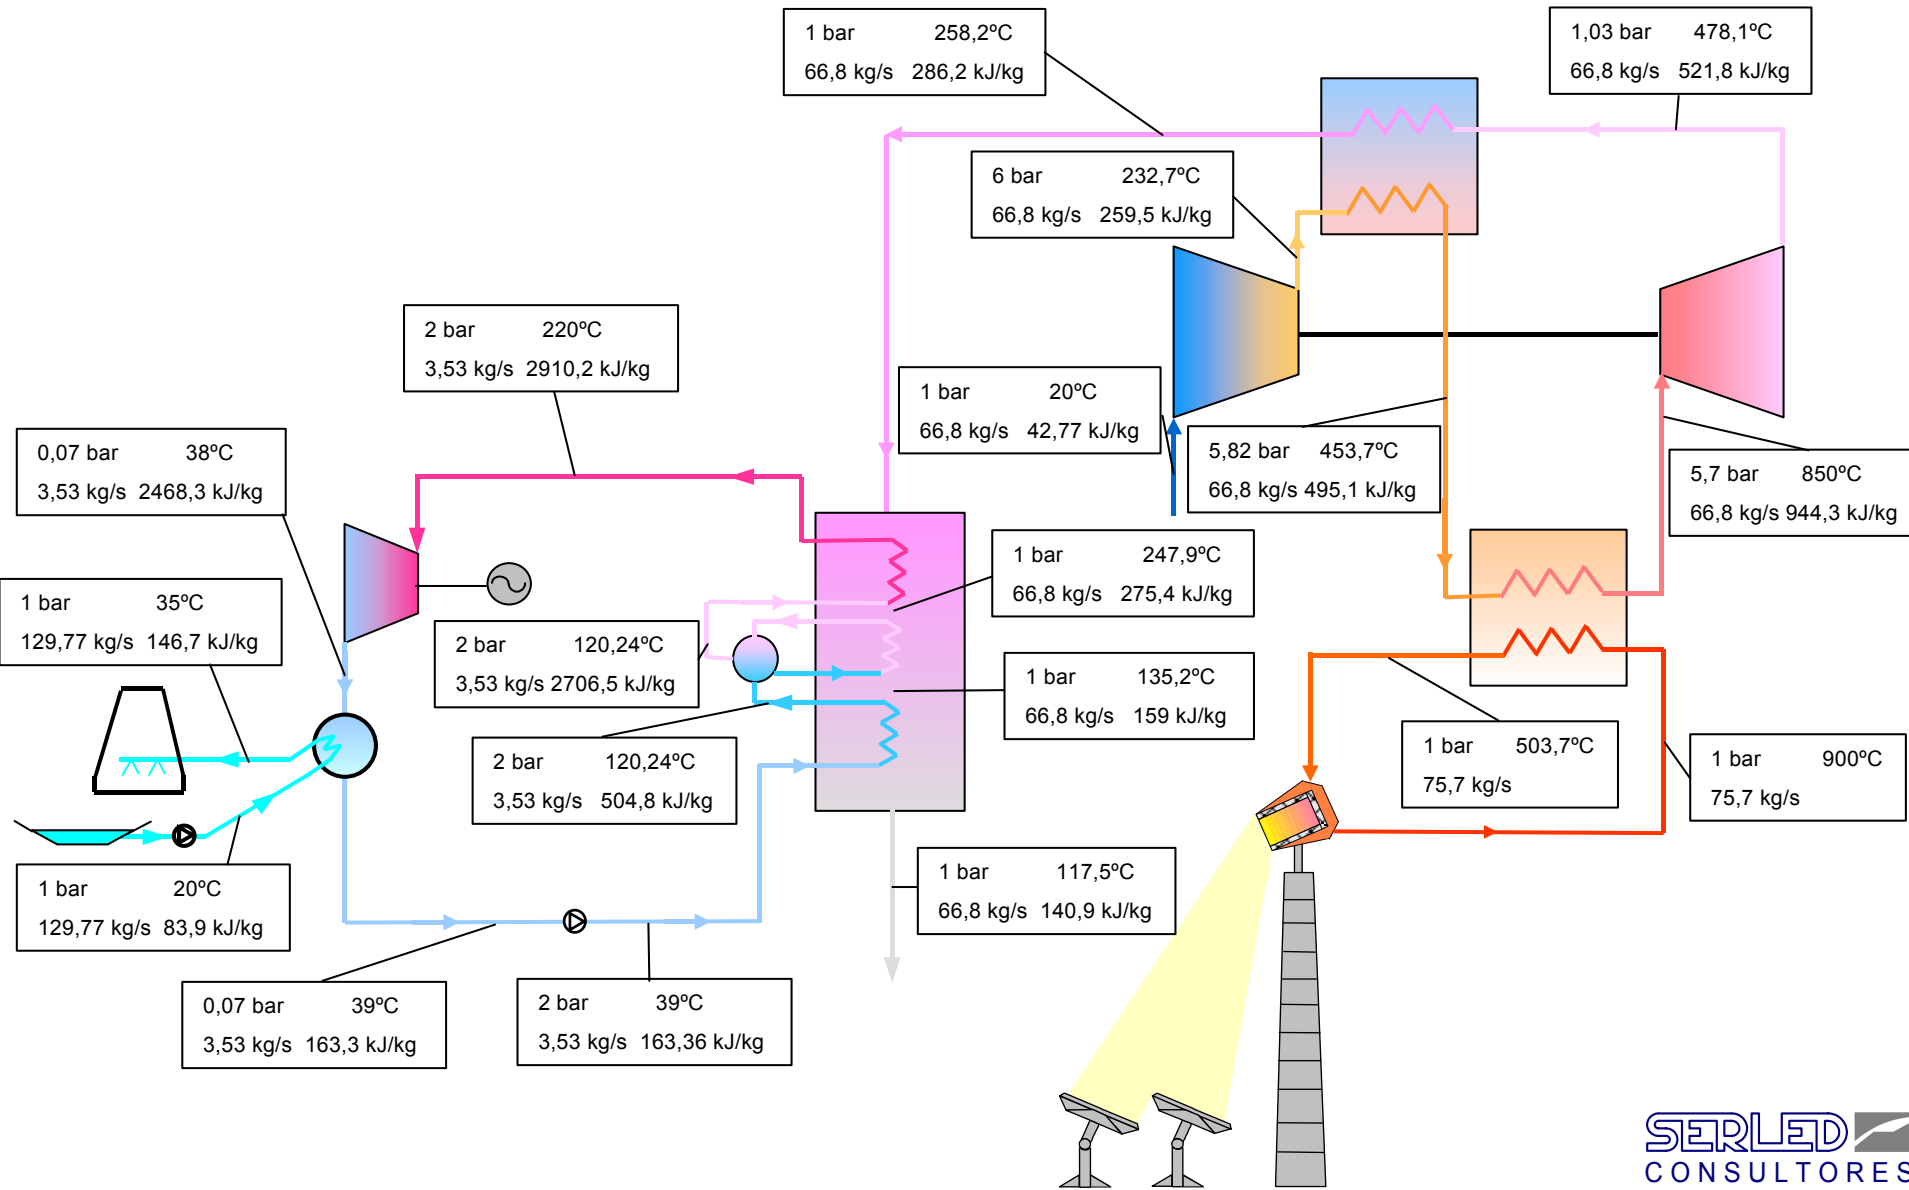 1 bar 258,2ºC
66,8 kg/s 286,2 kJ/kg
1,03 bar 478,1ºC
66,8 kg/s 521,8 kJ/kg
6 bar 232,7ºC
66,8 kg/s 259,5 kJ/kg
2 bar 220ºC
3,53 kg/s 2910,2 kJ/kg
1 bar 20ºC
66,8 kg/s 42,77 kJ/kg
5,82 bar 453,7ºC
66,8 kg/s 495,1 kJ/kg
5,7 bar 850ºC
66,8 kg/s 944,3 kJ/kg
0,07 bar 38ºC
3,53 kg/s 2468,3 kJ/kg
1 bar 247,9ºC
66,8 kg/s 275,4 kJ/kg
1 bar 35ºC
129,77 kg/s 146,7 kJ/kg
2 bar 120,24ºC
3,53 kg/s 2706,5 kJ/kg
1 bar 135,2ºC
66,8 kg/s 159 kJ/kg
2 bar 120,24ºC
3,53 kg/s 504,8 kJ/kg
1 bar 503,7ºC
75,7 kg/s
1 bar 900ºC
75,7 kg/s
1 bar 20ºC
129,77 kg/s 83,9 kJ/kg
1 bar 117,5ºC
66,8 kg/s 140,9 kJ/kg
0,07 bar 39ºC
3,53 kg/s 163,3 kJ/kg
2 bar 39ºC
3,53 kg/s 163,36 kJ/kg
SERLED
CONSULTORES